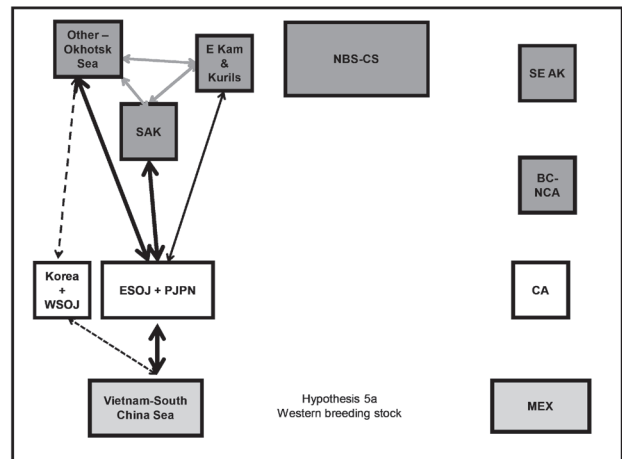 Other –
Okhotsk
Sea
E Kam
&
Kurils
NBS-CS
SE AK
SAK
BC-
NCA
Korea
+
WSOJ
ESOJ + PJPN
CA
Vietnam-South
China Sea
Hypothesis 5a
Western breeding stock
MEX